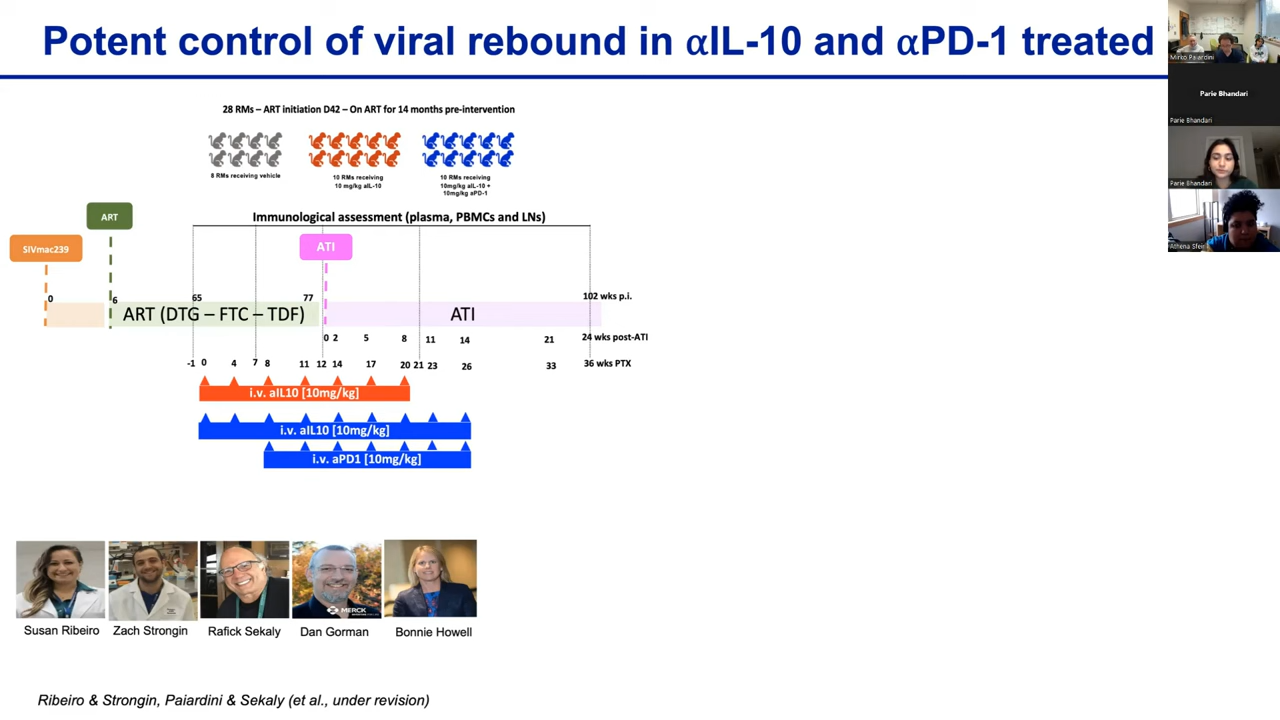 Potent control of viral rebound in αIL-10 and αPD-1 treated
28 RMs – ART initiation D42 – On ART for 14 months pre-intervention
8 RMs receiving vehicle
10 RMs receiving
10 mg/kg aIL-10
10 RMs receiving
10mg/kg aIL-10 +
10mg/kg aPD-1
Immunological assessment (plasma, PBMCs and LNs)
ART
SIVmac239
ATI
0
6
65
77
102 wks p.i.
ART (DTG – FTC – TDF)
ATI
0 2 5 8 11 14 21 24 wks post-ATI
-1 0 4 7 8 11 12 14 17 20 21 23 26 33 36 wks PTX
i.v. aIL10 [10mg/kg]
i.v. aIL10 [10mg/kg]
i.v. aPD1 [10mg/kg]
MERCK
Susan Ribeiro
Zach Strongin
Rafick Sekaly
Dan Gorman
Bonnie Howell
Ribeiro & Strongin, Paiardini & Sekaly (et al., under revision)
Mirko Paiardini
Parie Bhandari
Parie Bhandari
Parie Bhandari
Athena Sfeir